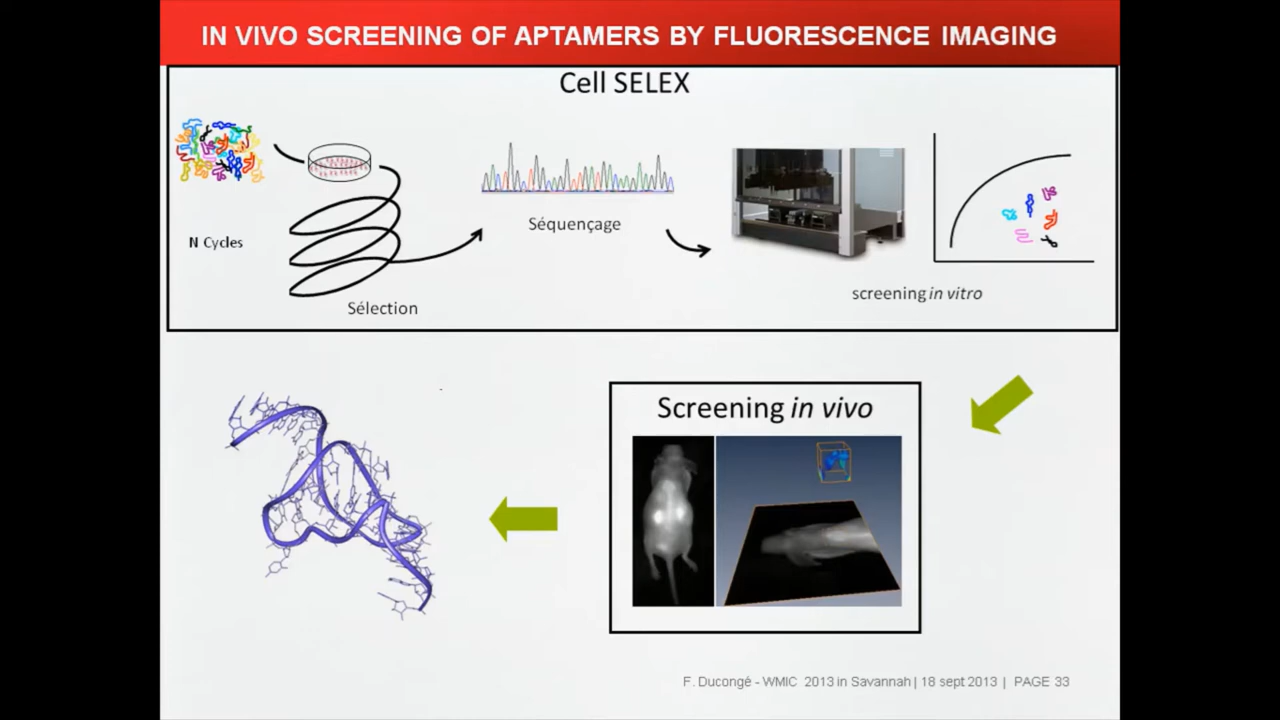 IN VIVO SCREENING OF APTAMERS BY FLUORESCENCE IMAGING
Cell SELEX
N Cycles
Sélection
Séquençage
screening in vitro
Screening in vivo
F. Ducongé - WMIC 2013 in Savannah | 18 sept 2013 | PAGE 33